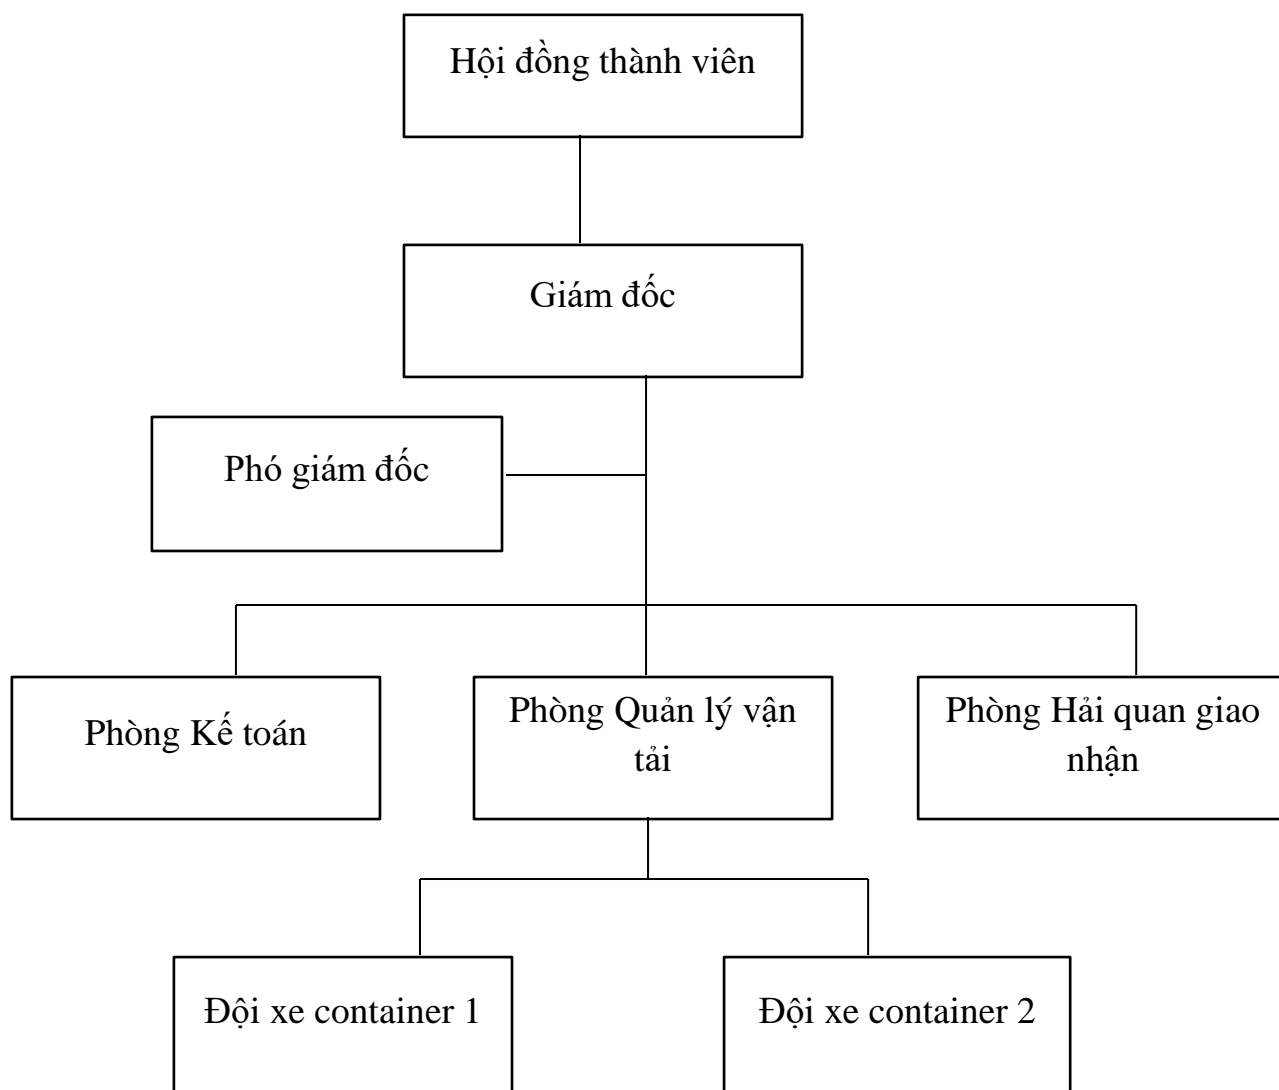 Hội đồng thành viên
Giám đốc
Phó giám đốc
Phòng Kế toán
Phòng Quản lý vận
tải
Phòng Hải quan giao
nhận
Đội xe container 1
Đội xe container 2